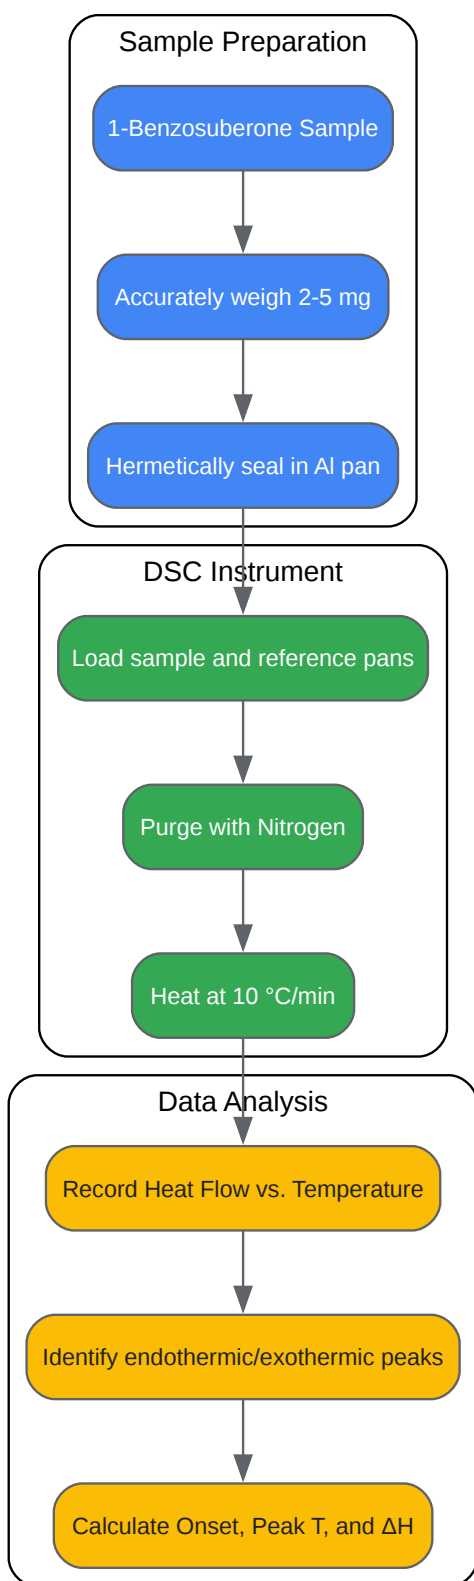 Sample Preparation
1-Benzosuberone Sample
Accurately weigh 2-5 mg
Hermetically seal in Al pan
DSC Instrument
Load sample and reference pans
Purge with Nitrogen
Heat at 10 °C/min
Data Analysis
Record Heat Flow vs. Temperature
Identify endothermic/exothermic peaks
Calculate Onset, Peak T, and ΔH